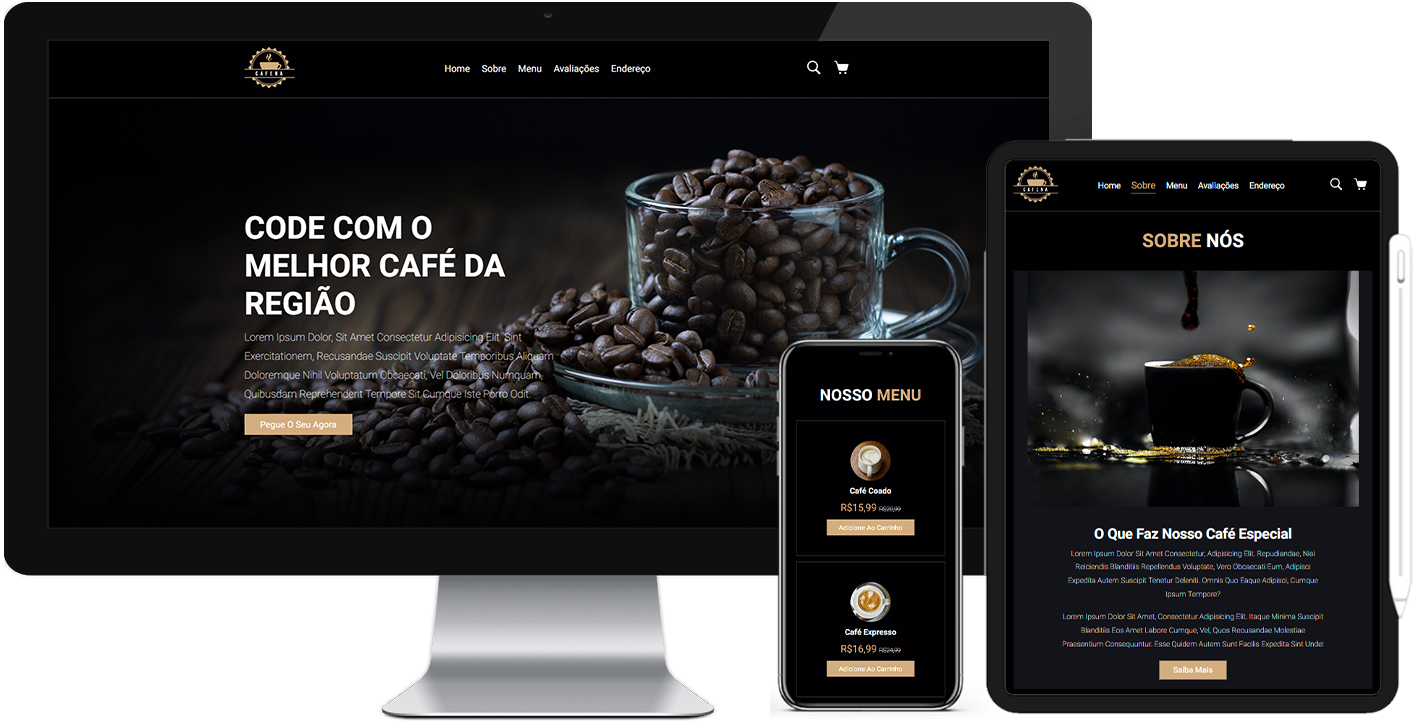 CAFENA
Home Sobre Menu Avaliações Endereço
CODE COM O
MELHOR CAFÉ DA
REGIÃO
Lorem Ipsum Dolor, Sit Amet Consectetur Adipisicing Elit. Sint
Exercitationem, Recusandae Suscipit Voluptate Temporibus Aliquam
Doloremque Nihil Voluptatum Obcaecati, Vel Doloribus Numquam,
Quibusdam Reprehenderit Tempore Sit Cumque Iste Porro Odit.
Pegue O Seu Agora
NOSSO MENU
Café Coado
R$15,99 R$20,99
Adicione Ao Carrinho
Café Expresso
R$16,99 R$24,99
Adicione Ao Carrinho
CAFENA
Home Sobre Menu Avaliações Endereço
SOBRE NÓS
O Que Faz Nosso Café Especial
Lorem Ipsum Dolor Sit Amet Consectetur, Adipisicing Elit. Repudiandae, Nisi
Reiciendis Blanditiis Repellendus Voluptate, Vero Obcaecati Eum, Adipisci
Expedita Autem Suscipit Tenetur Deleniti. Omnis Quo Eaque Adipisci, Cumque
Ipsum Tempore?
Lorem Ipsum Dolor Sit Amet, Consectetur Adipisicing Elit. Itaque Minima Suscipit
Blanditiis Eos Amet Labore Cumque, Vel, Quos Recusandae Molestiae
Praesentium Consequuntur. Esse Quidem Autem Sunt Facilis Expedita Sint Unde!
Saiba Mais